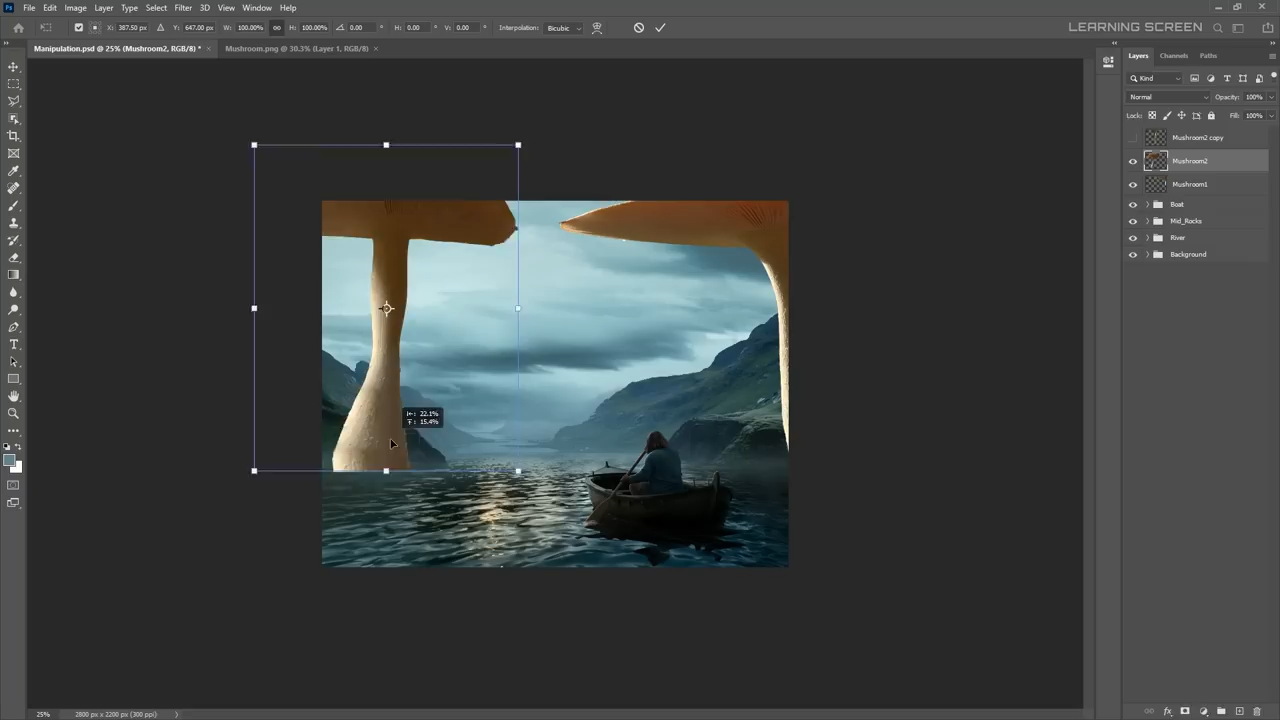 Ps File Edit Image Layer Type Select Filter 3D View Window Help
X: 387.50 px Y: 647.00 px W: 100.00% H: 100.00% 0.00 ° H: 0.00 ° V: 0.00 ° Interpolation: Bicubic LEARNING SCREEN
Manipulation.psd @ 25% (Mushroom2, RGB/8) * × Mushroom.png @ 30.3% (Layer 1, RGB/8) ×
Layers Channels Paths
Kind
Normal Opacity: 100%
Lock: Fill: 100%
Mushroom2 copy
Mushroom2
Mushroom1
Boat
Mid_Rocks
River
Background
22.1%
15.4%
25% 2800 px x 2200 px (300 ppi)